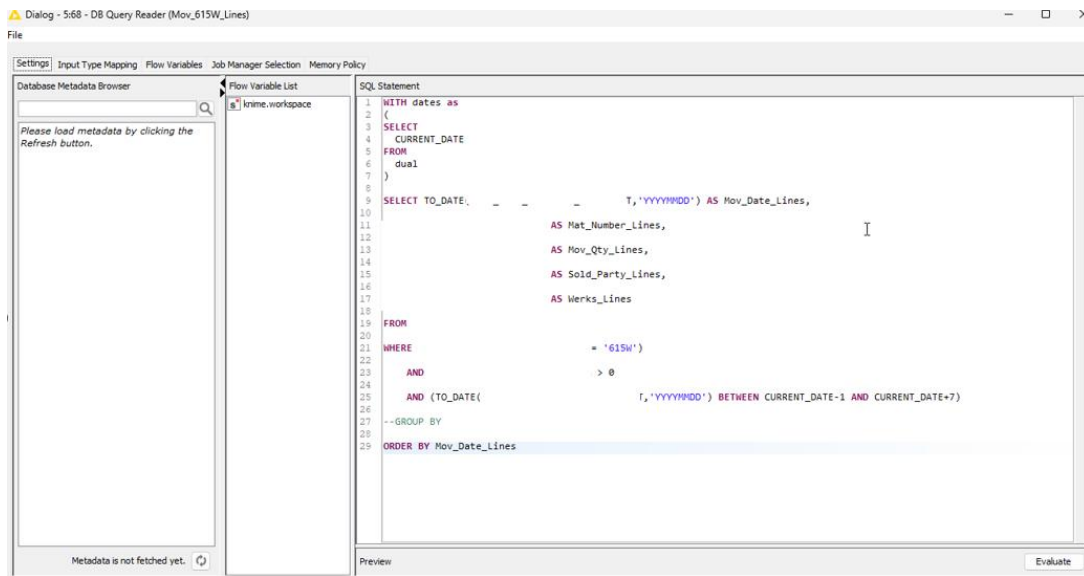 Dialog - 5:68 - DB Query Reader (Mov_615W_Lines)
File
Settings Input Type Mapping Flow Variables Job Manager Selection Memory Policy
Database Metadata Browser
Please load metadata by clicking the
Refresh button.
Metadata is not fetched yet.
Flow Variable List
s knime.workspace
SQL Statement
1 WITH dates as
2 (
3 SELECT
4 CURRENT_DATE
5 FROM
6 dual
7 )
8
9 SELECT TO_DATE( _ _ _ T,'YYYYMMDD') AS Mov_Date_Lines,
10
11 AS Mat_Number_Lines,
12
13 AS Mov_Qty_Lines,
14
15 AS Sold_Party_Lines,
16
17 AS Werks_Lines
18
19 FROM
20
21 WHERE = '615W')
22
23 AND > 0
24
25 AND (TO_DATE( T,'YYYYMMDD') BETWEEN CURRENT_DATE-1 AND CURRENT_DATE+7)
26
27 --GROUP BY
28
29 ORDER BY Mov_Date_Lines
Preview
Evaluate